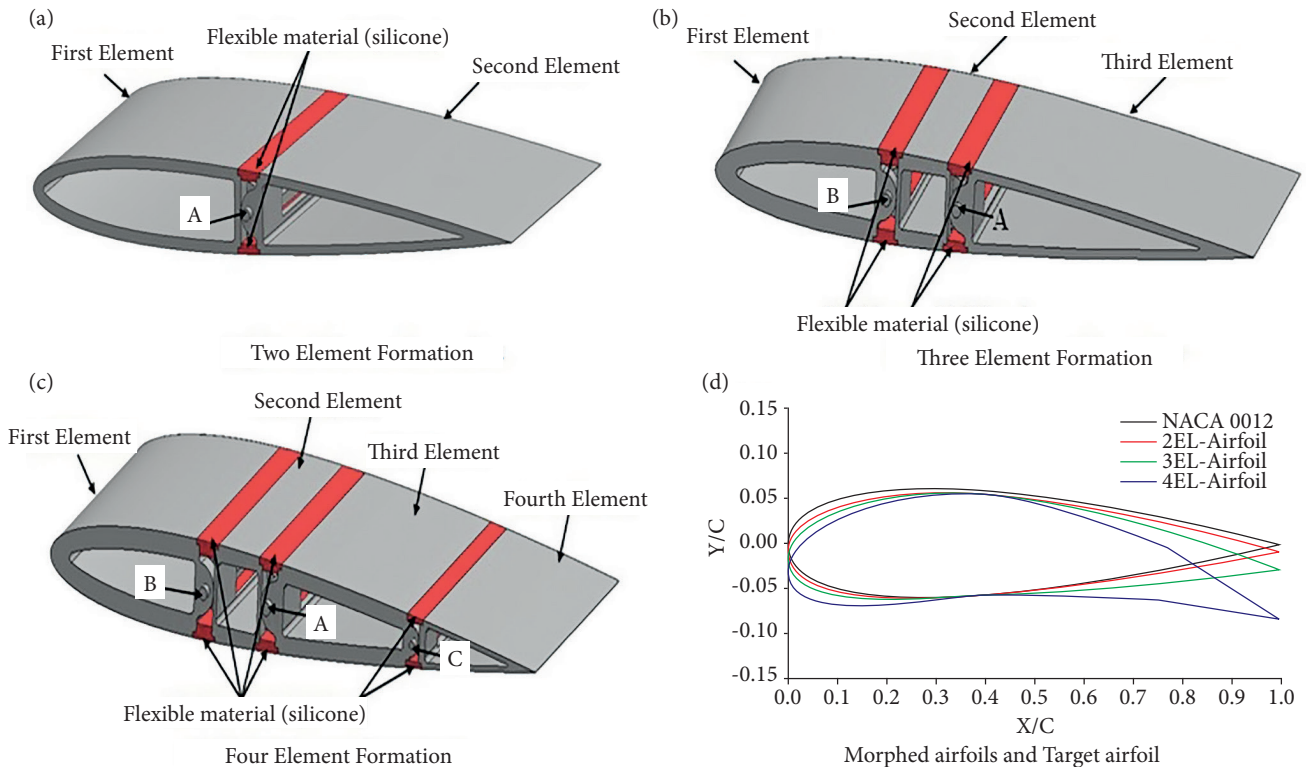 (a)
Flexible material (silicone)
First Element
Second Element
A
Two Element Formation
(b)
Second Element
First Element
Third Element
B
A
Flexible material (silicone)
Three Element Formation
(c)
Second Element
First Element
Third Element
Fourth Element
B
A
C
Flexible material (silicone)
Four Element Formation
(d)
0.15
0.10
0.05
0.00
-0.05
-0.10
-0.15
Y/C
NACA 0012
2EL-Airfoil
3EL-Airfoil
4EL-Airfoil
0.0 0.1 0.2 0.3 0.4 0.5 0.6 0.7 0.8 0.9 1.0
X/C
Morphed airfoils and Target airfoil